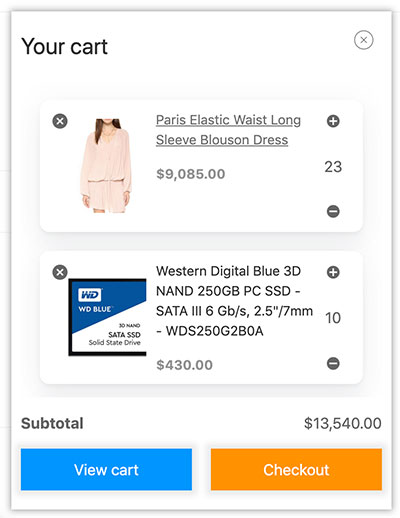 Your cart
Paris Elastic Waist Long
Sleeve Blouson Dress
$9,085.00
23
WD
WD BLUE™
3D NAND
SATA SSD
Solid State Drive
Western Digital Blue 3D
NAND 250GB PC SSD -
SATA III 6 Gb/s, 2.5"/7mm
- WDS250G2B0A
$430.00
10
Subtotal
$13,540.00
View cart
Checkout